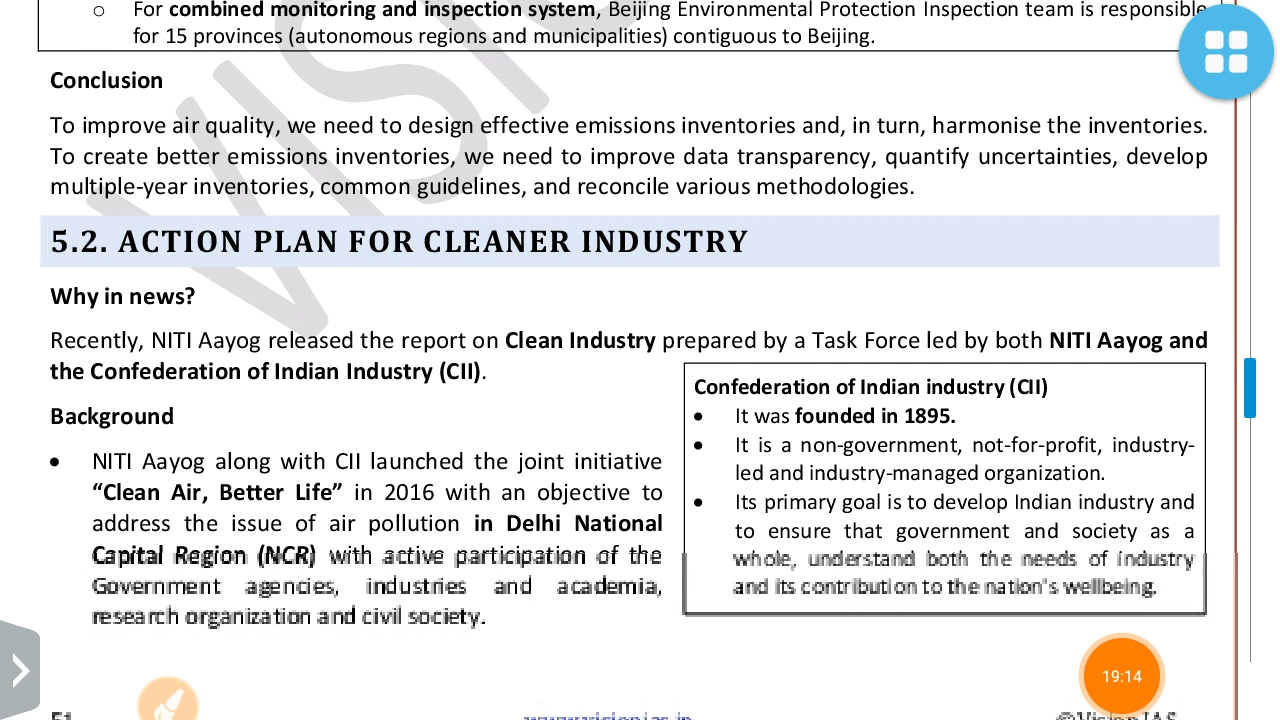 o For combined monitoring and inspection system, Beijing Environmental Protection Inspection team is responsible
for 15 provinces (autonomous regions and municipalities) contiguous to Beijing.
Conclusion
To improve air quality, we need to design effective emissions inventories and, in turn, harmonise the inventories.
To create better emissions inventories, we need to improve data transparency, quantify uncertainties, develop
multiple-year inventories, common guidelines, and reconcile various methodologies.
5.2. ACTION PLAN FOR CLEANER INDUSTRY
Why in news?
Recently, NITI Aayog released the report on Clean Industry prepared by a Task Force led by both NITI Aayog and
the Confederation of Indian Industry (CII).
Background
• NITI Aayog along with CII launched the joint initiative
“Clean Air, Better Life” in 2016 with an objective to
address the issue of air pollution in Delhi National
Capital Region (NCR) with active participation of the
Government agencies, industries and academia,
research organization and civil society.
Confederation of Indian industry (CII)
• It was founded in 1895.
• It is a non-government, not-for-profit, industry-
led and industry-managed organization.
• Its primary goal is to develop Indian industry and
to ensure that government and society as a
whole, understand both the needs of industry
and its contribution to the nation's wellbeing.
19:14
51 www.visionias.in ©Vision IAS
VISI